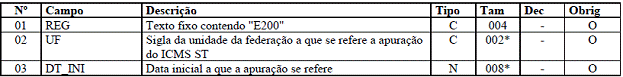 Nº Campo Descrição Tipo Tam Dec Obrig
01 REG Texto fixo contendo "E200" C 004 - O
02 UF Sigla da unidade da federação a que se refere a apuração do ICMS ST C 002* - O
03 DT_INI Data inicial a que a apuração se refere N 008* - O